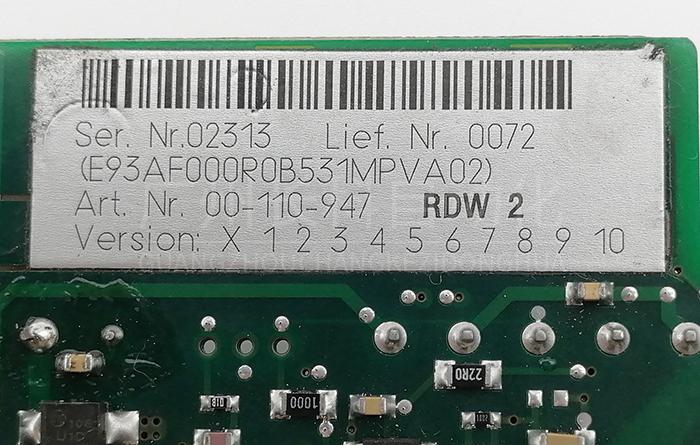 Ser. Nr.02313 Lief. Nr. 0072
(E93AF000R0B531MPVA02)
Art. Nr. 00-110-947 RDW 2
Version: X 1 2 3 4 5 6 7 8 9 10
22R0
1000